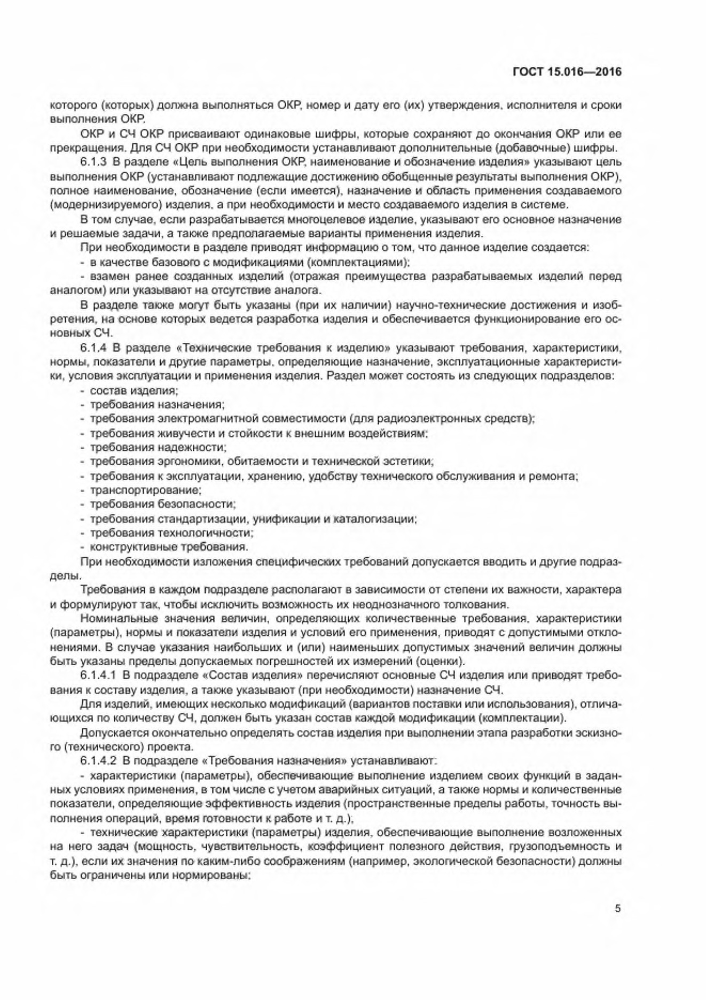 ГОСТ 15.016—2016
которого (которых) должна выполняться ОКР, номер и дату его (их) утверждения, исполнителя и сроки
выполнения ОКР.
ОКР и СЧ ОКР присваивают одинаковые шифры, которые сохраняют до окончания ОКР или ее
прекращения. Для СЧ ОКР при необходимости устанавливают дополнительные (добавочные) шифры.
6.1.3 В разделе «Цель выполнения ОКР, наименование и обозначение изделия» указывают цель
выполнения ОКР (устанавливают подлежащие достижению обобщенные результаты выполнения ОКР),
полное наименование, обозначение (если имеется), назначение и область применения создаваемого
(модернизируемого) изделия, а при необходимости и место создаваемого изделия в системе.
В том случае, если разрабатывается многоцелевое изделие, указывают его основное назначение
и решаемые задачи, а также предполагаемые варианты применения изделия.
При необходимости в разделе приводят информацию о том, что данное изделие создается:
- в качестве базового с модификациями (комплектациями);
- взамен ранее созданных изделий (отражая преимущества разрабатываемых изделий перед
аналогом) или указывают на отсутствие аналога.
В разделе также могут быть указаны (при их наличии) научно-технические достижения и изоб-
ретения, на основе которых ведется разработка изделия и обеспечивается функционирование его ос-
новных СЧ.
6.1.4 В разделе «Технические требования к изделию» указывают требования, характеристики,
нормы, показатели и другие параметры, определяющие назначение, эксплуатационные характеристи-
ки, условия эксплуатации и применения изделия. Раздел может состоять из следующих подразделов:
- состав изделия;
- требования назначения;
- требования электромагнитной совместимости (для радиоэлектронных средств);
- требования живучести и стойкости к внешним воздействиям;
- требования надежности;
- требования эргономики, обитаемости и технической эстетики;
- требования к эксплуатации, хранению, удобству технического обслуживания и ремонта;
- транспортирование;
- требования безопасности;
- требования стандартизации, унификации и каталогизации;
- требования технологичности;
- конструктивные требования.
При необходимости изложения специфических требований допускается вводить и другие подраз-
делы.
Требования в каждом подразделе располагают в зависимости от степени их важности, характера
и формулируют так, чтобы исключить возможность их неоднозначного толкования.
Номинальные значения величин, определяющих количественные требования, характеристики
(параметры), нормы и показатели изделия и условий его применения, приводят с допустимыми откло-
нениями. В случае указания наибольших и (или) наименьших допустимых значений величин должны
быть указаны пределы допускаемых погрешностей их измерений (оценки).
6.1.4.1 В подразделе «Состав изделия» перечисляют основные СЧ изделия или приводят требо-
вания к составу изделия, а также указывают (при необходимости) назначение СЧ.
Для изделий, имеющих несколько модификаций (вариантов поставки или использования), отлича-
ющихся по количеству СЧ, должен быть указан состав каждой модификации (комплектации).
Допускается окончательно определять состав изделия при выполнении этапа разработки эскизно-
го (технического) проекта.
6.1.4.2 В подразделе «Требования назначения» устанавливают:
- характеристики (параметры), обеспечивающие выполнение изделием своих функций в задан-
ных условиях применения, в том числе с учетом аварийных ситуаций, а также нормы и количественные
показатели, определяющие эффективность изделия (пространственные пределы работы, точность вы-
полнения операций, время готовности к работе и т. д.);
- технические характеристики (параметры) изделия, обеспечивающие выполнение возложенных
на него задач (мощность, чувствительность, коэффициент полезного действия, грузоподъемность и
т. д.), если их значения по каким-либо соображениям (например, экологической безопасности) должны
быть ограничены или нормированы;
5